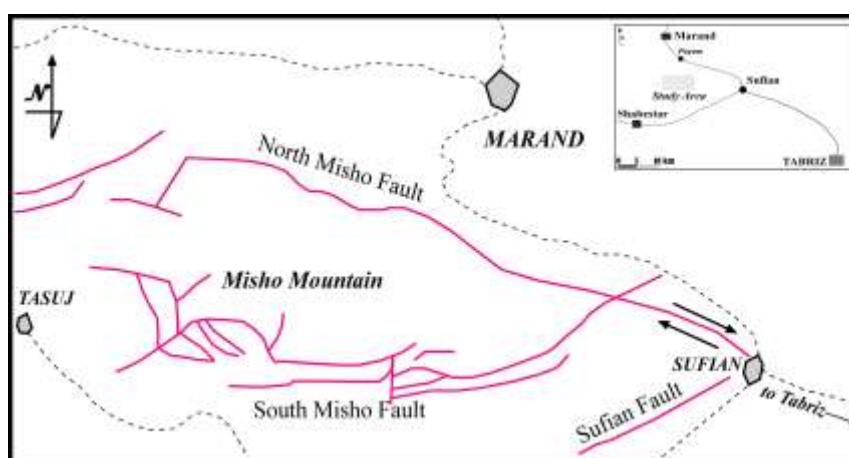 N
MARAND
North Misho Fault
Misho Mountain
TASUJ
South Misho Fault
SUFIAN
Sufian Fault
to Tabriz
Marand
Sufian
Study Area
Shabestar
TABRIZ